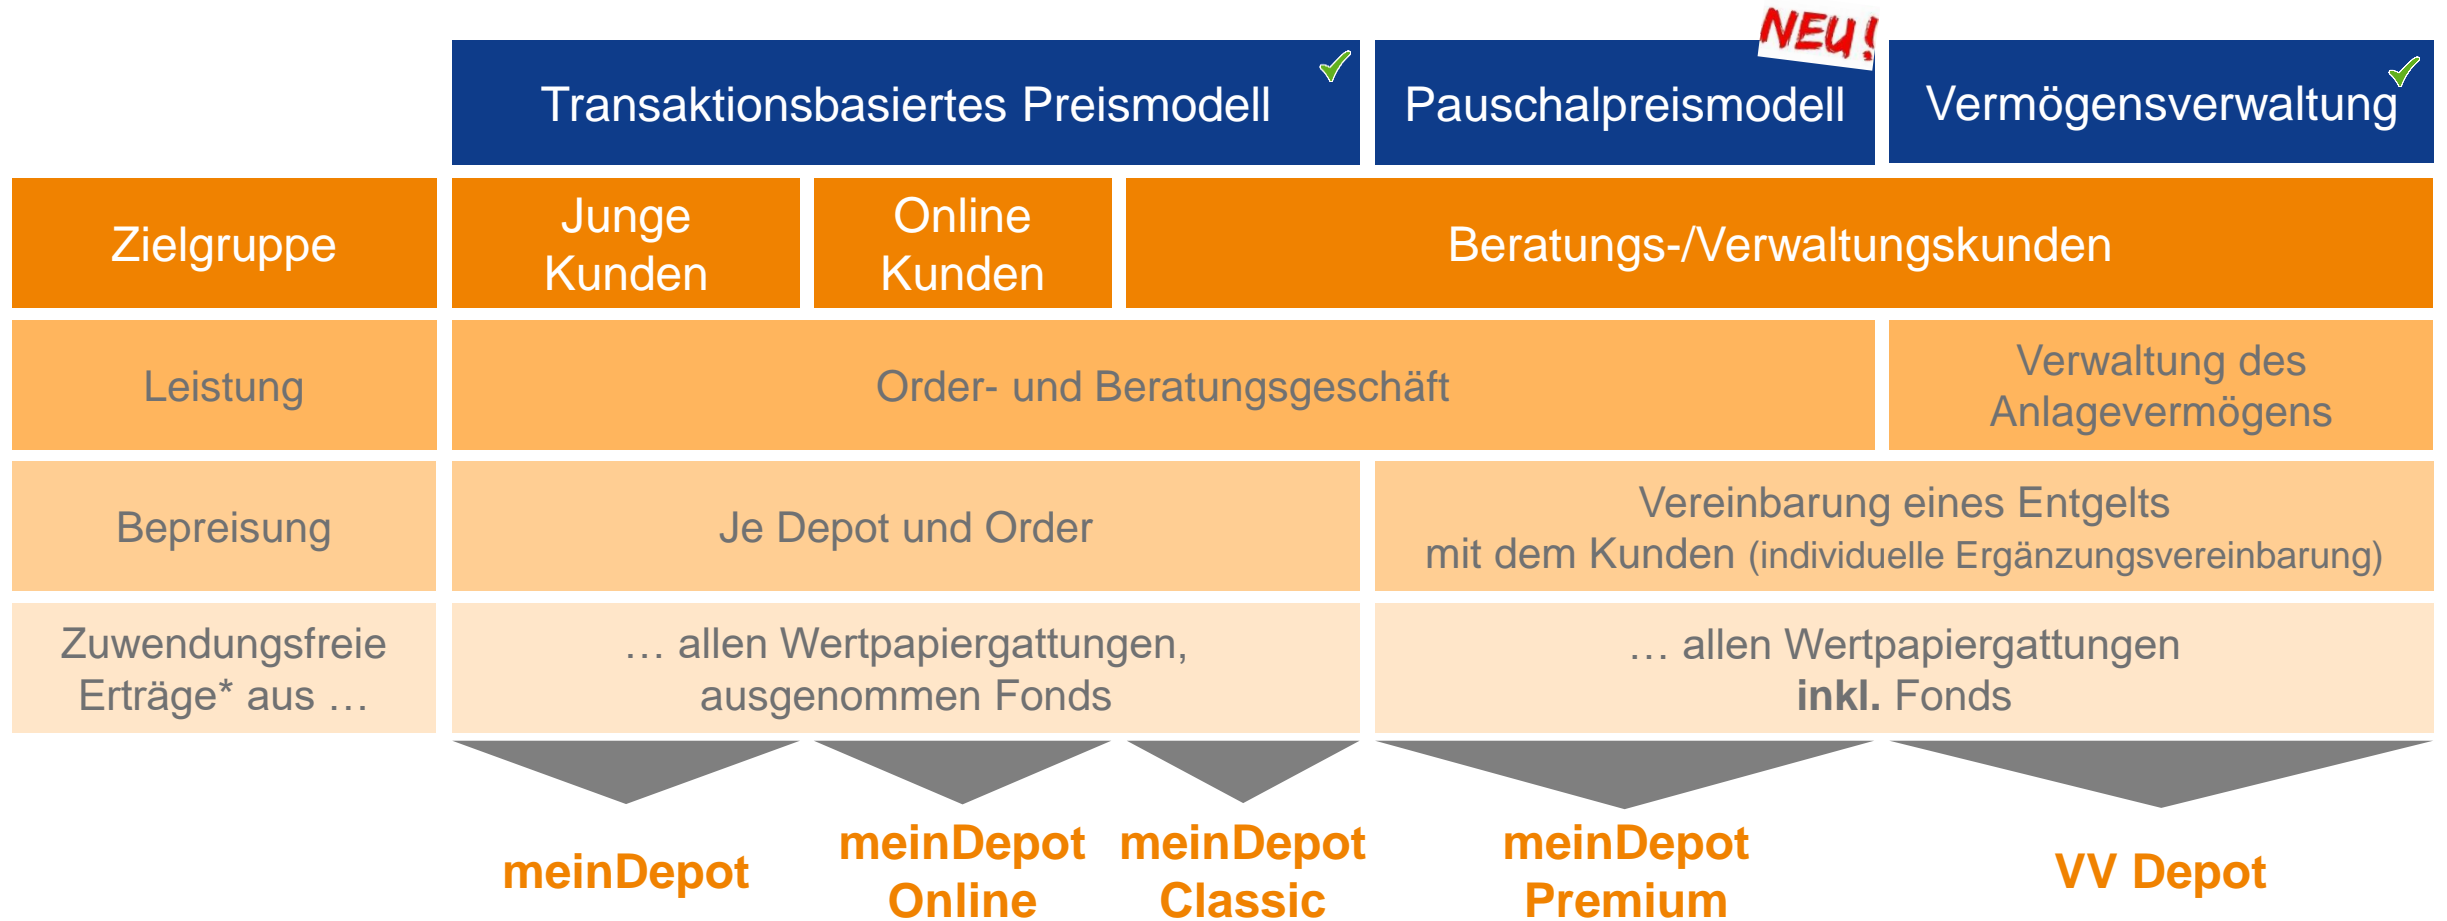 NEU!
Transaktionsbasiertes Preismodell
Pauschalpreismodell
Vermögensverwaltung
Zielgruppe
Junge
Kunden
Online
Kunden
Beratungs-/Verwaltungskunden
Leistung
Order- und Beratungsgeschäft
Verwaltung des
Anlagevermögens
Bepreisung
Je Depot und Order
Vereinbarung eines Entgelts
mit dem Kunden (individuelle Ergänzungsvereinbarung)
Zuwendungsfreie
Erträge* aus …
… allen Wertpapiergattungen,
ausgenommen Fonds
… allen Wertpapiergattungen
inkl. Fonds
meinDepot
meinDepot
Online
meinDepot
Classic
meinDepot
Premium
VV Depot